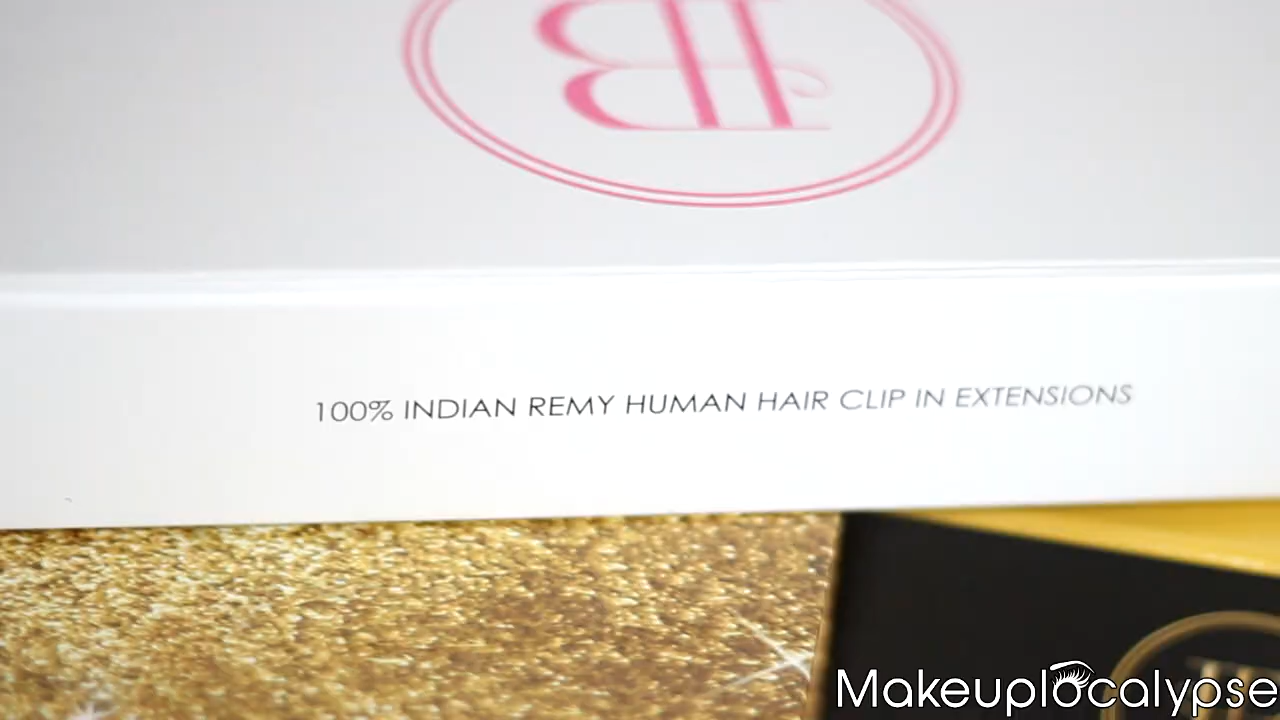 100% INDIAN REMY HUMAN HAIR CLIP IN EXTENSIONS
Makeuplocalypse